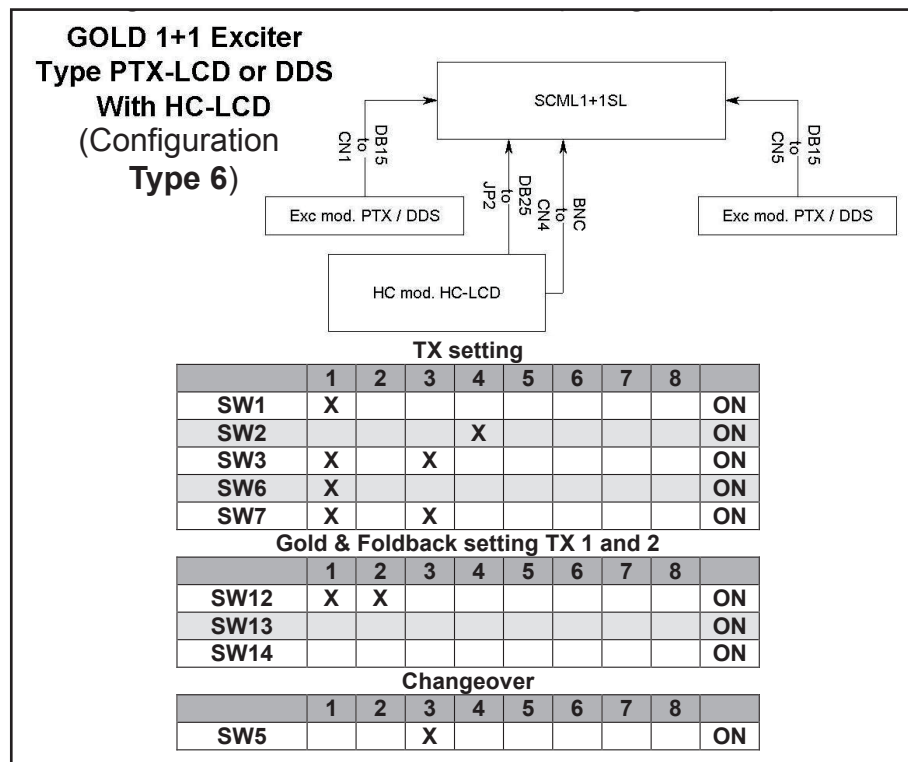 GOLD 1+1 Exciter
Type PTX-LCD or DDS
With HC-LCD
(Configuration
Type 6)
SCML1+1SL
DB15
to
CN1
DB25
to
JP2
BNC
to
CN4
DB15
to
CN5
Exc mod. PTX / DDS
Exc mod. PTX / DDS
HC mod. HC-LCD
TX setting
1 2 3 4 5 6 7 8
SW1 X ON
SW2 X ON
SW3 X X ON
SW6 X ON
SW7 X X ON
Gold & Foldback setting TX 1 and 2
1 2 3 4 5 6 7 8
SW12 X X ON
SW13 ON
SW14 ON
Changeover
1 2 3 4 5 6 7 8
SW5 X ON